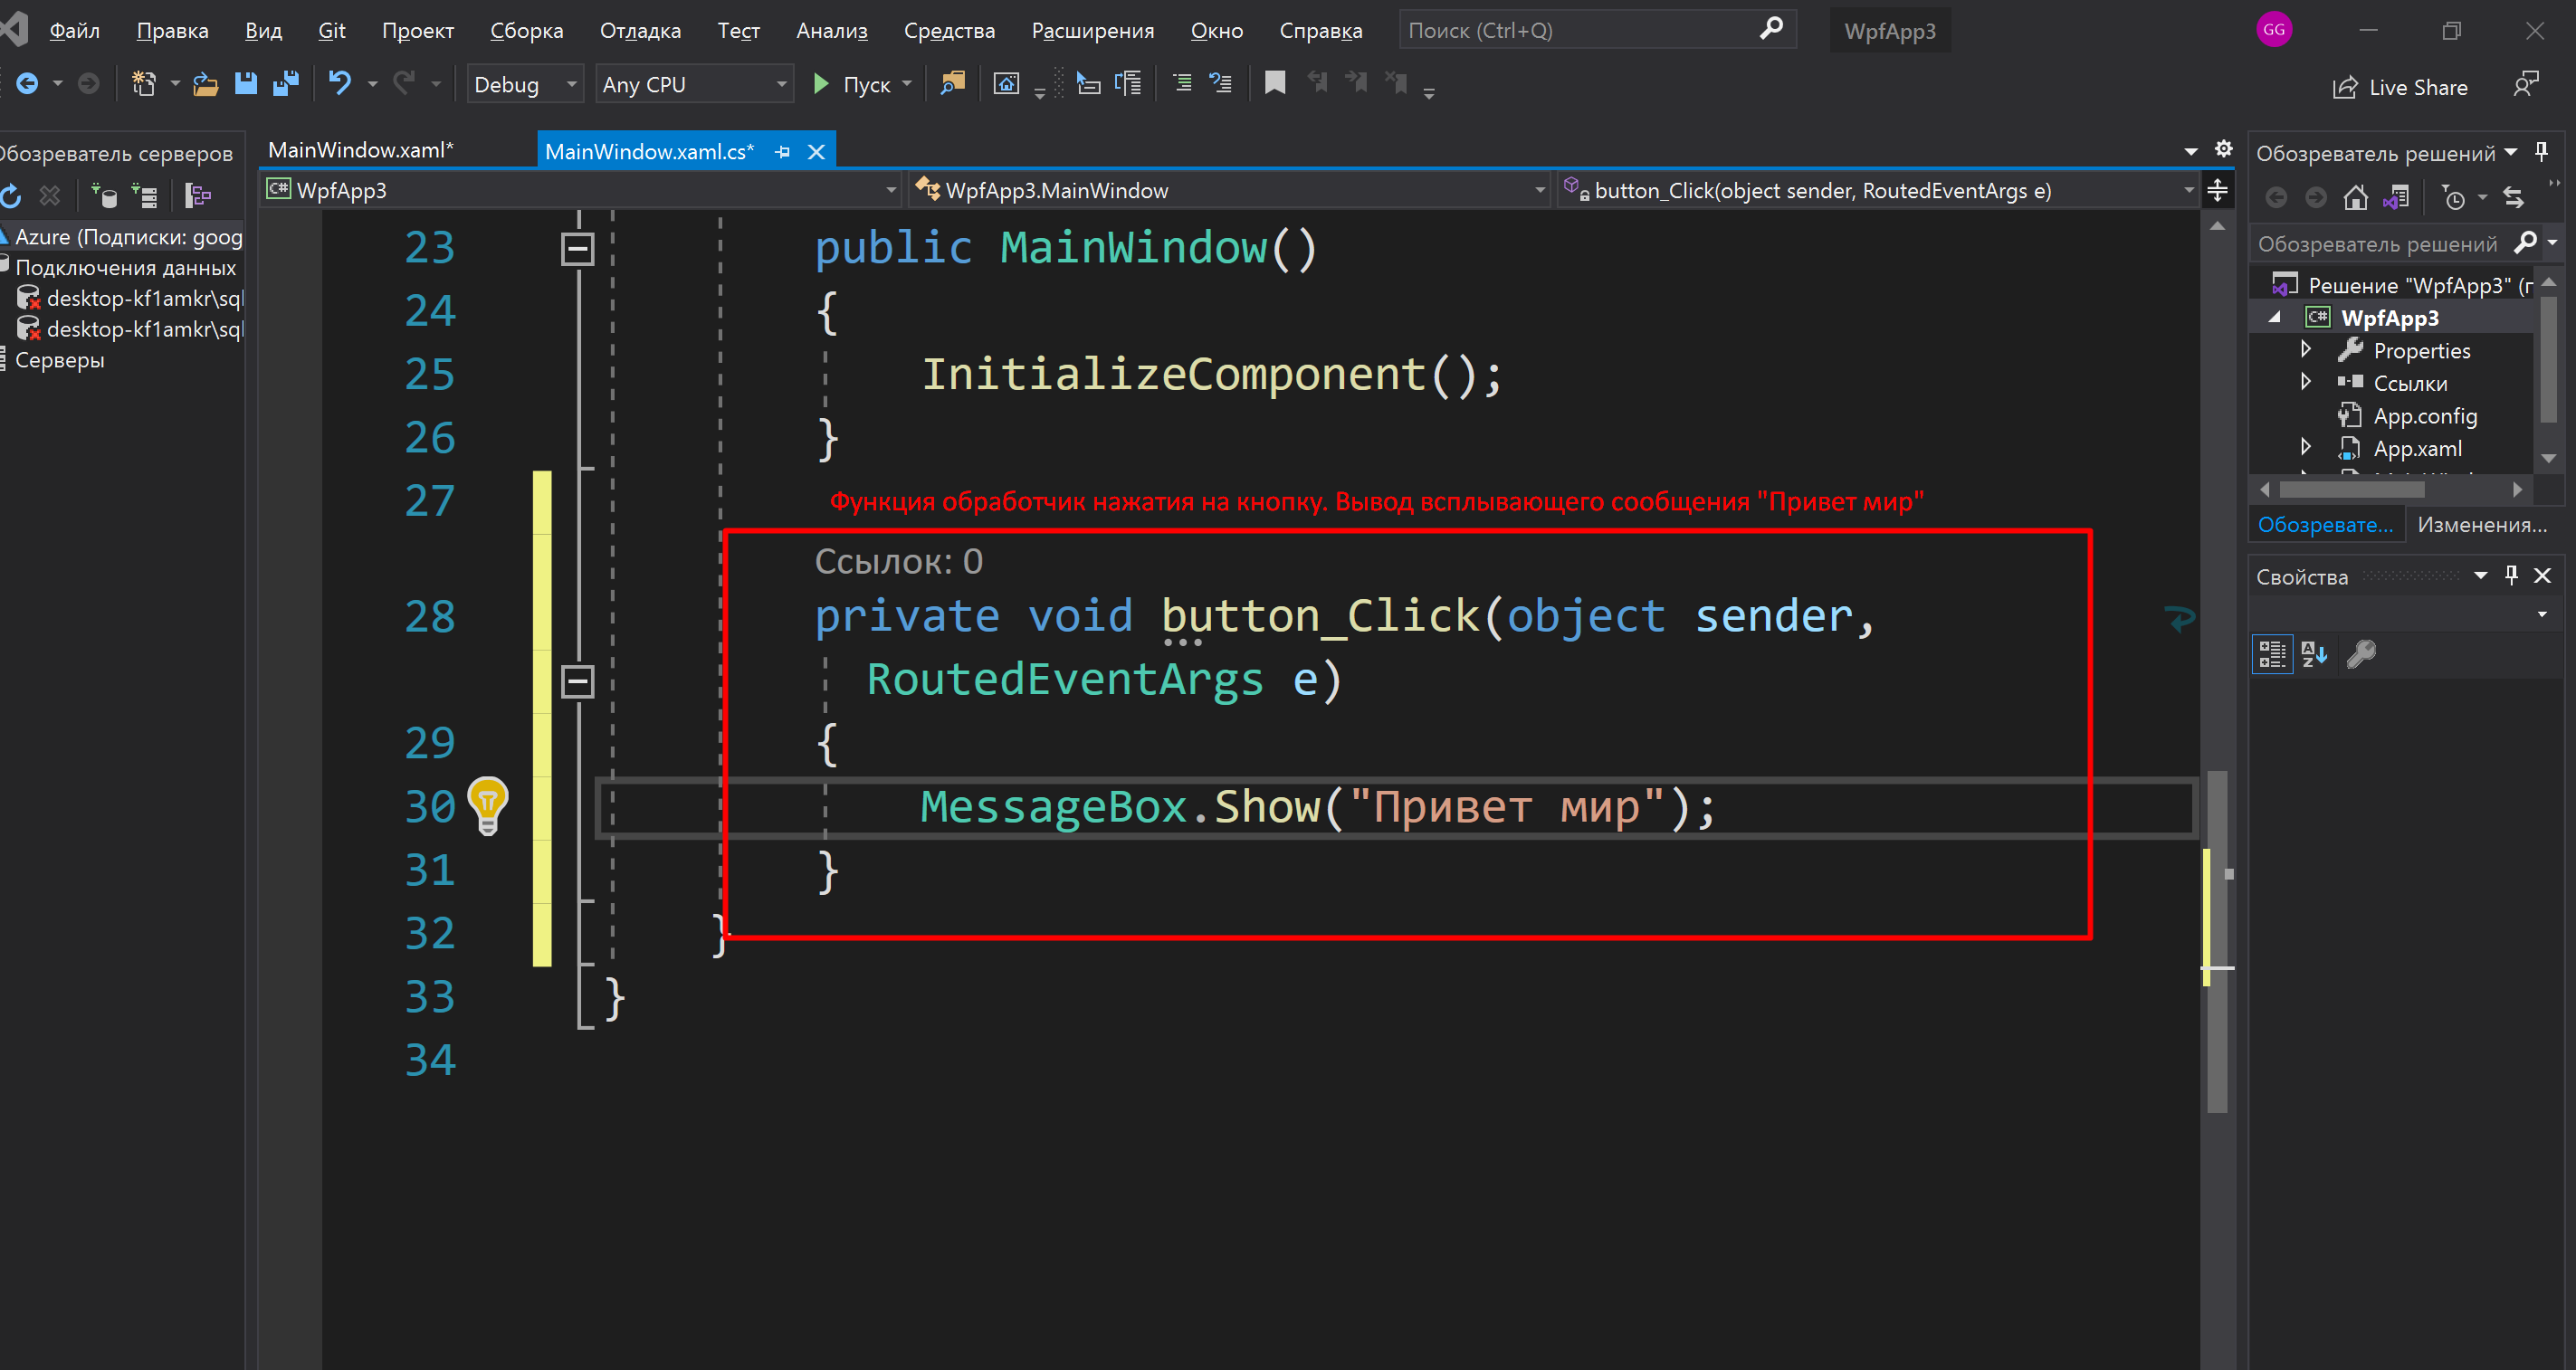 Файл Правка Вид Git Проект Сборка Отладка Тест Анализ Средства Расширения Окно Справка Поиск (Ctrl+Q) WpfApp3 GG
Debug Any CPU Пуск Live Share
Обозреватель серверов
Azure (Подписки: goog
Подключения данных
desktop-kf1amkr\sql
desktop-kf1amkr\sql
Серверы
MainWindow.xaml* MainWindow.xaml.cs*
C# WpfApp3 WpfApp3.MainWindow button_Click(object sender, RoutedEventArgs e)
23 public MainWindow()
24 {
25 InitializeComponent();
26 }
27
Функция обработчик нажатия на кнопку. Вывод всплывающего сообщения "Привет мир"
Ссылок: 0
28 private void button_Click(object sender,
RoutedEventArgs e)
29 {
30 MessageBox.Show("Привет мир");
31 }
32 }
33 }
34
Обозреватель решений
Обозреватель решений
Решение "WpfApp3" (г
C# WpfApp3
Properties
Ссылки
App.config
App.xaml
Обозревате... Изменения...
Свойства